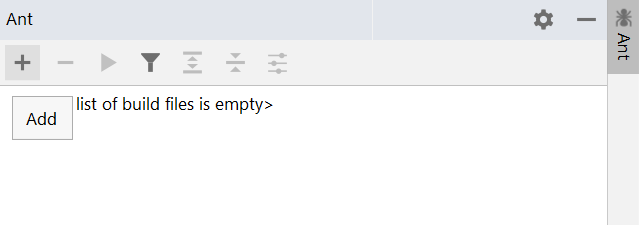 Ant
Ant
list of build files is empty>
Add